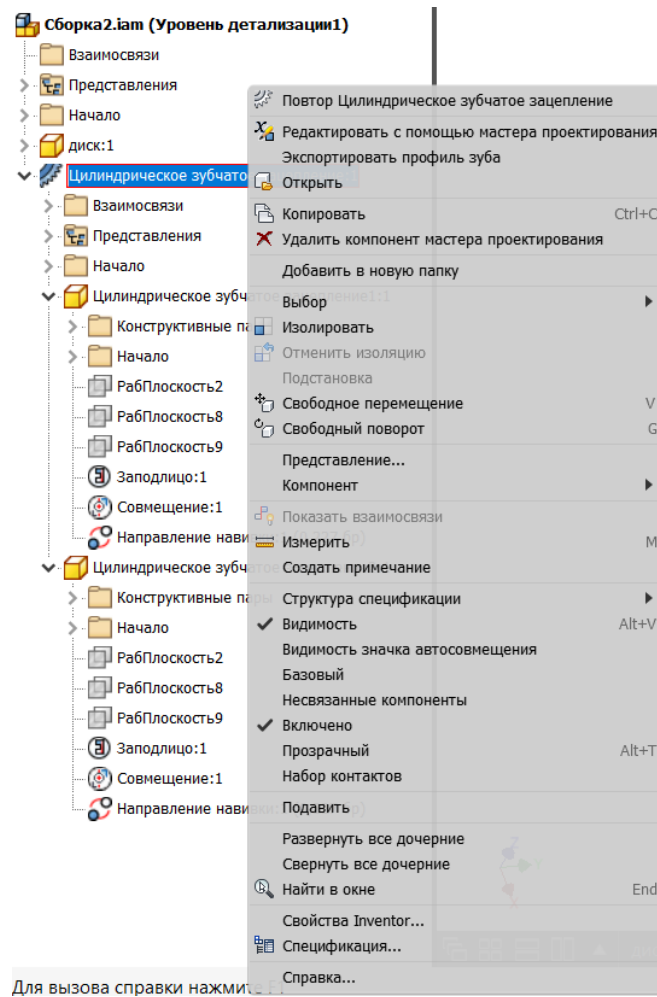 Сборка2.iam (Уровень детализации1)
Взаимосвязи
Представления
Начало
диск:1
Цилиндрическое зубчато
Взаимосвязи
Представления
Начало
Цилиндрическое зубчатое зацепление1:1
Конструктивные па
Начало
РабПлоскость2
РабПлоскость8
РабПлоскость9
Заподлицо:1
Совмещение:1
Направление нави
Цилиндрическое зубч
Конструктивные пары
Начало
РабПлоскость2
РабПлоскость8
РабПлоскость9
Заподлицо:1
Совмещение:1
Направление навивки:
Для вызова справки нажмите F1
Повтор Цилиндрическое зубчатое зацепление
Редактировать с помощью мастера проектирования
Экспортировать профиль зуба
Открыть
Копировать Ctrl+C
Удалить компонент мастера проектирования
Добавить в новую папку
Выбор
Изолировать
Отменить изоляцию
Подстановка
Свободное перемещение V
Свободный поворот G
Представление...
Компонент
Показать взаимосвязи
Измерить M
Создать примечание
Структура спецификации
Видимость Alt+V
Видимость значка автосовмещения
Базовый
Несвязанные компоненты
Включено
Прозрачный Alt+T
Набор контактов
Подавить
Развернуть все дочерние
Свернуть все дочерние
Найти в окне End
Свойства Inventor...
Спецификация...
Справка...